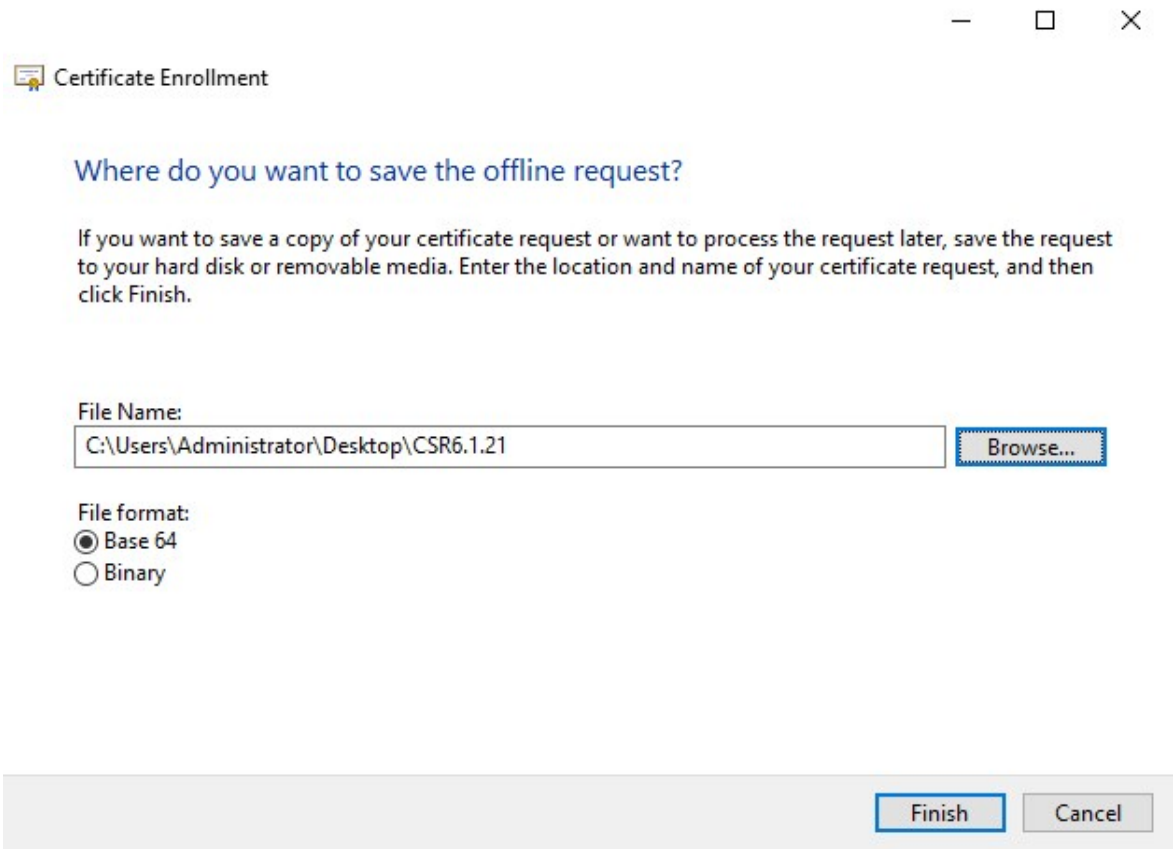 Certificate Enrollment
Where do you want to save the offline request?
If you want to save a copy of your certificate request or want to process the request later, save the request
to your hard disk or removable media. Enter the location and name of your certificate request, and then
click Finish.
File Name:
C:\Users\Administrator\Desktop\CSR6.1.21
Browse...
File format:
Base 64
Binary
Finish
Cancel